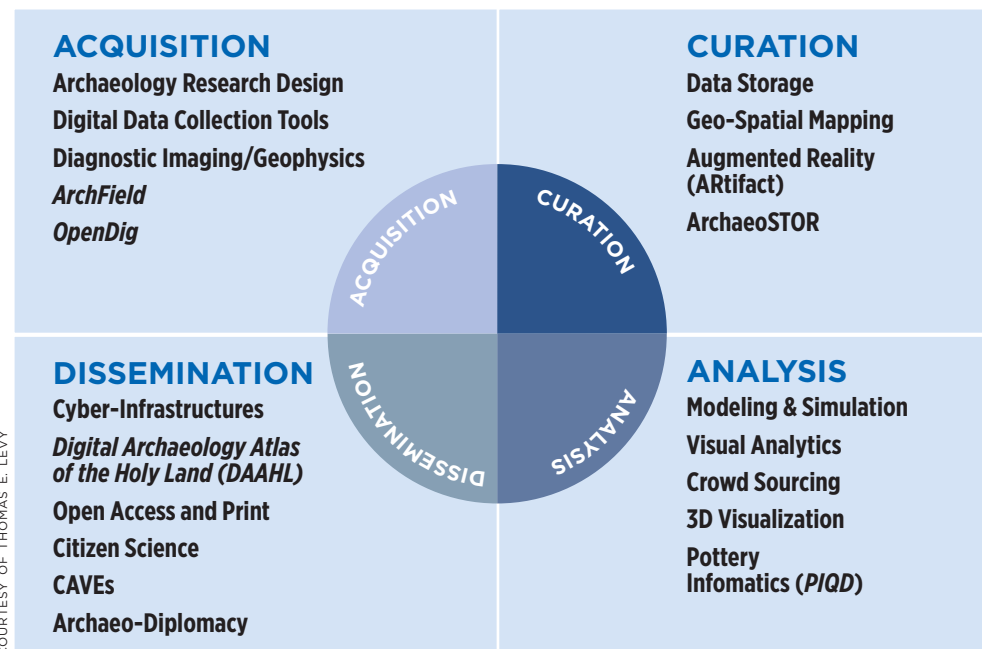 ACQUISITION
Archaeology Research Design
Digital Data Collection Tools
Diagnostic Imaging/Geophysics
ArchField
OpenDig
CURATION
Data Storage
Geo-Spatial Mapping
Augmented Reality
(ARtifact)
ArchaeoSTOR
ACQUISITION
CURATION
DISSEMINATION
ANALYSIS
DISSEMINATION
Cyber-Infrastructures
Digital Archaeology Atlas
of the Holy Land (DAAHL)
Open Access and Print
Citizen Science
CAVEs
Archaeo-Diplomacy
ANALYSIS
Modeling & Simulation
Visual Analytics
Crowd Sourcing
3D Visualization
Pottery
Infomatics (PIQD)
COURTESY OF THOMAS E. LEVY